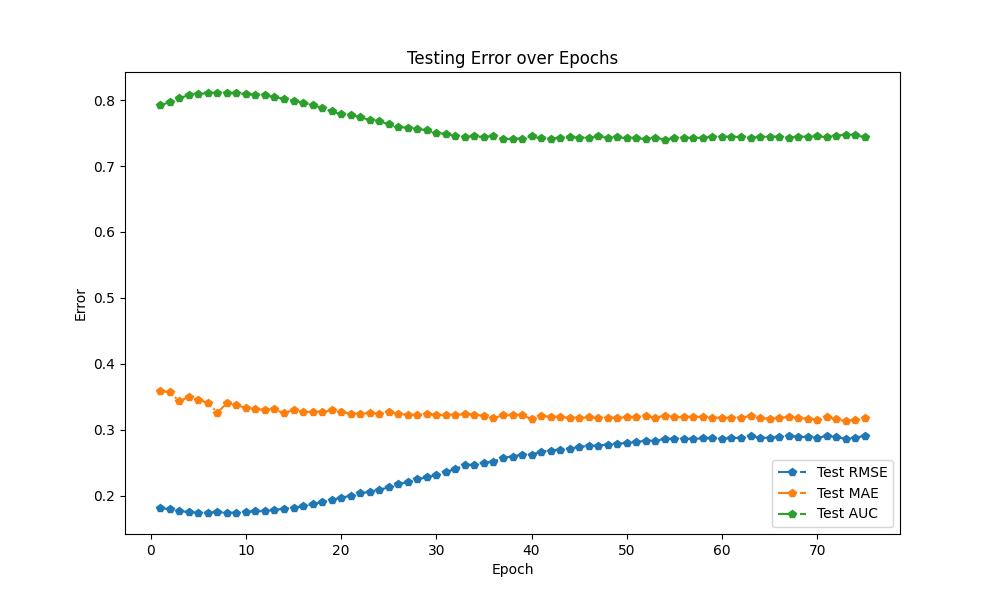 Testing Error over Epochs
0.8
0.7
0.6
0.5
0.4
0.3
0.2
Error
0 10 20 30 40 50 60 70
Epoch
Test RMSE
Test MAE
Test AUC